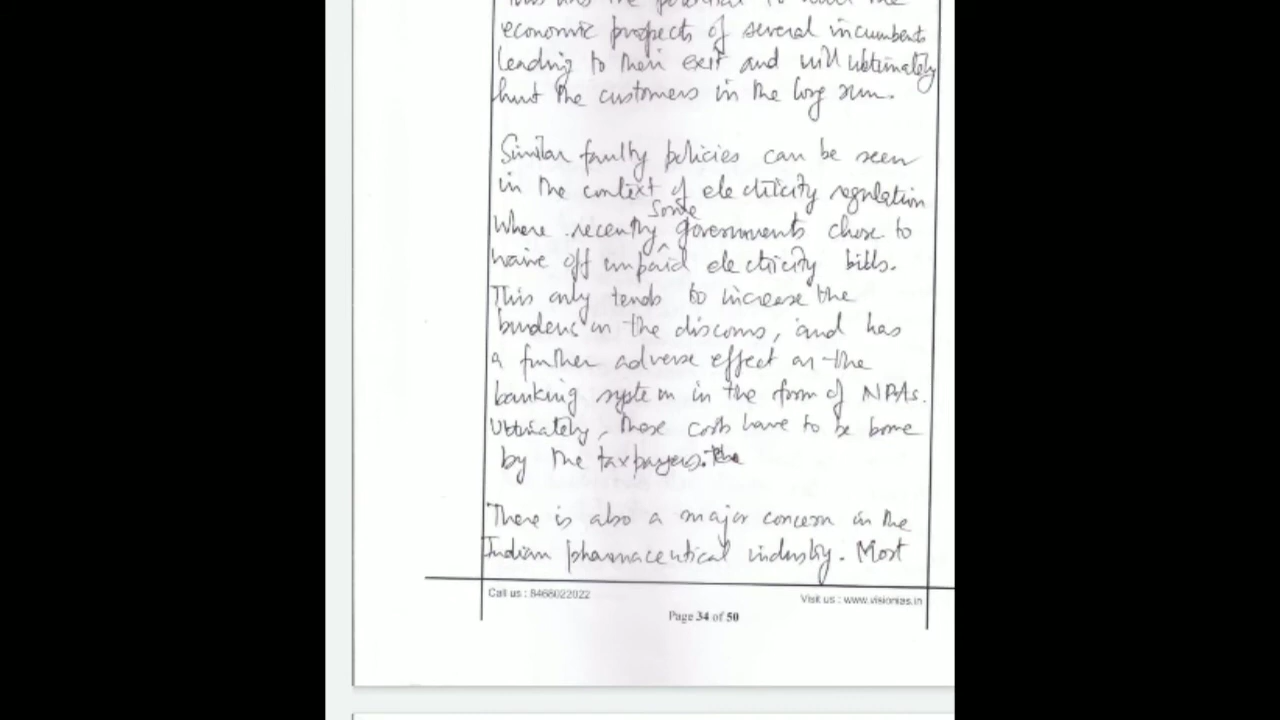 economic prospects of several incumbents
leading to their exit and will ultimately
hurt the customers in the long run.
Similar faulty policies can be seen
in the context of electricity regulation
Where recently some governments chose to
waive off unpaid electricity bills.
This only tends to increase the
burdens on the discoms, and has
a further adverse effect on the
banking system in the form of NPAs.
Ultimately, these costs have to be borne
by the taxpayers. the
There is also a major concern in the
Indian pharmaceutical industry. Most
Call us : 8468022022
Visit us : www.visionias.in
Page 34 of 50